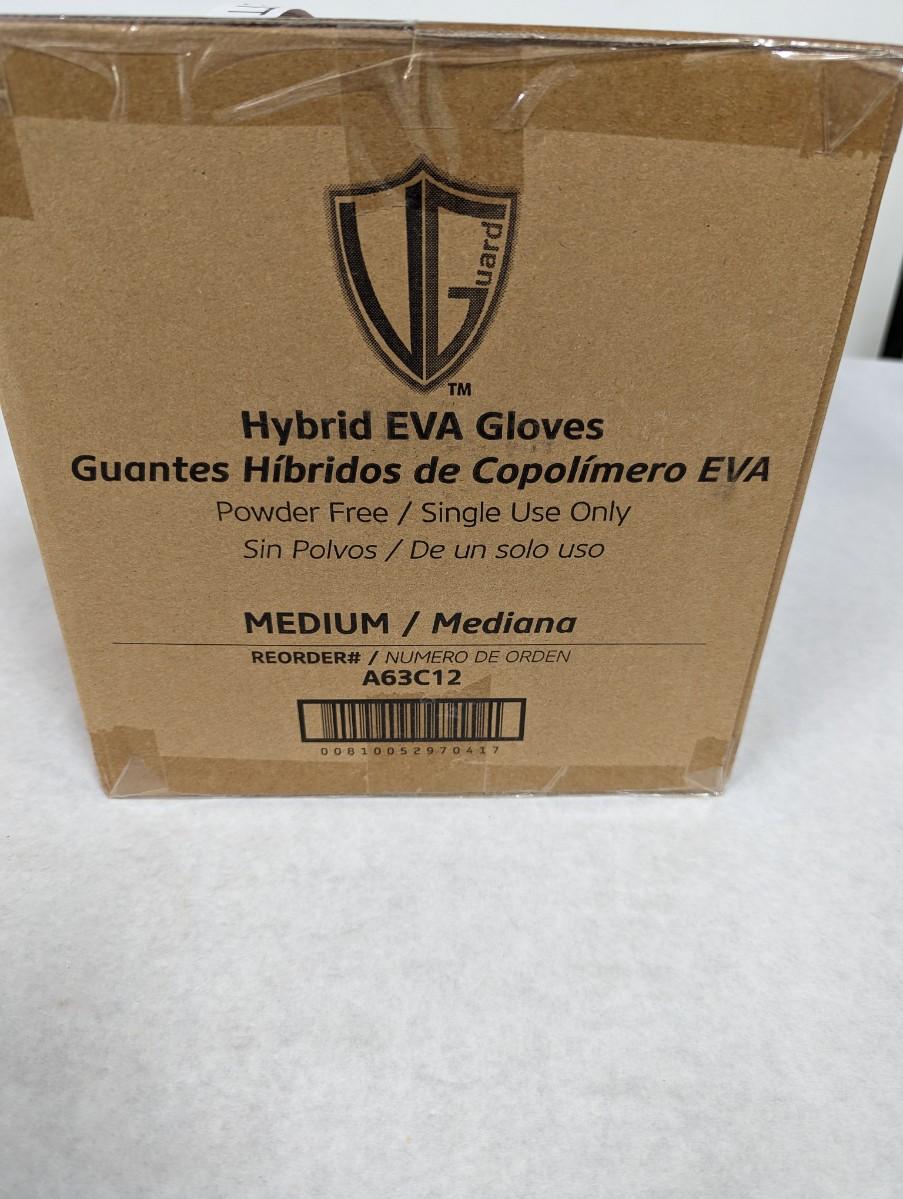 VGuard
TM
Hybrid EVA Gloves
Guantes Híbridos de Copolímero EVA
Powder Free / Single Use Only
Sin Polvos / De un solo uso
MEDIUM / Mediana
REORDER# / NUMERO DE ORDEN
A63C12
00810052970417